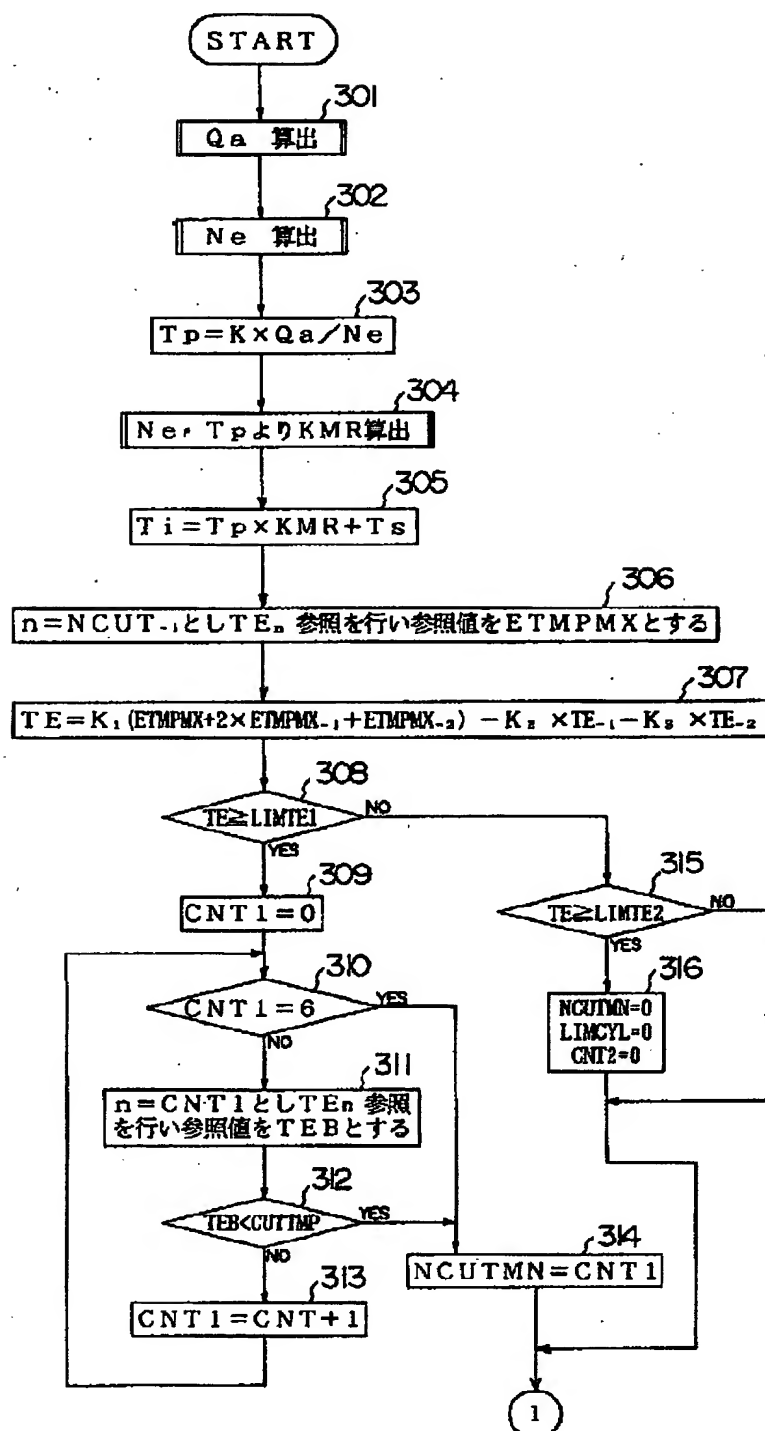 START
301
Qa 算出
302
Ne 算出
303
Tp=K×Qa/Ne
304
Ne, TpよりKMR算出
305
Ti=Tp×KMR+Ts
306
n=NCUT₋₁としTEn 参照を行い参照値をETMPMXとする
307
TE=K₁(ETMPMX+2×ETMPMX₋₁+ETMPMX₋₂)-K₂×TE₋₁-K₃×TE₋₂
308
TE≧LIMTE1
NO
YES
309
CNT1=0
315
TE≧LIMTE2
NO
YES
310
CNT1=6
YES
NO
316
NCUTMN=0
LIMCYL=0
CNT2=0
311
n=CNT1としTEn 参照
を行い参照値をTEBとする
312
TEB<CUTTMP
YES
NO
314
NCUTMN=CNT1
313
CNT1=CNT+1
1